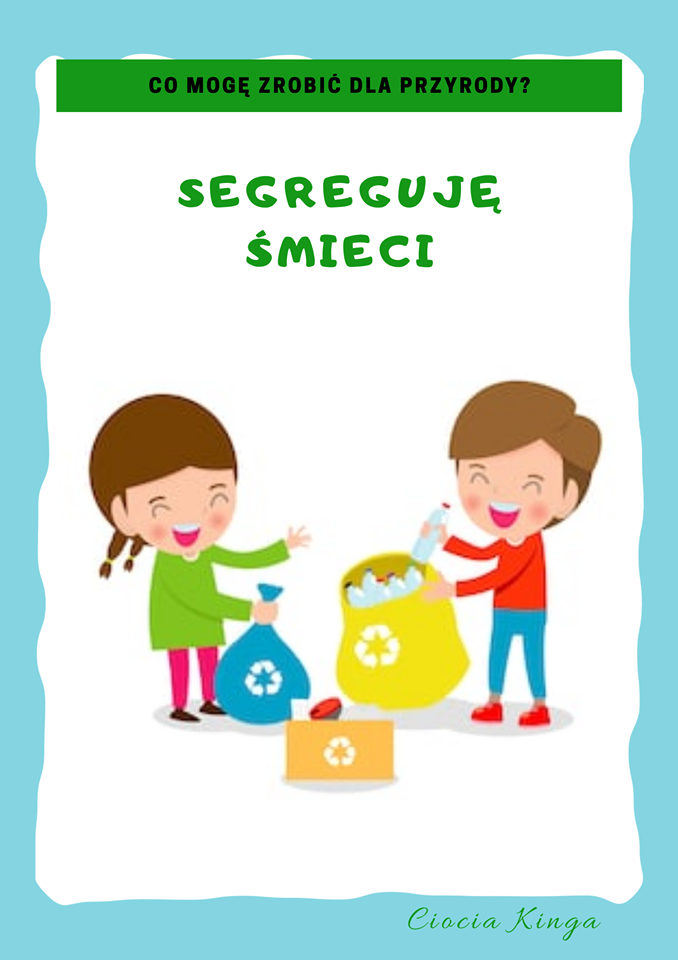 CO MOGĘ ZROBIĆ DLA PRZYRODY?
SEGREGUJĘ
ŚMIECI
Ciocia Kinga